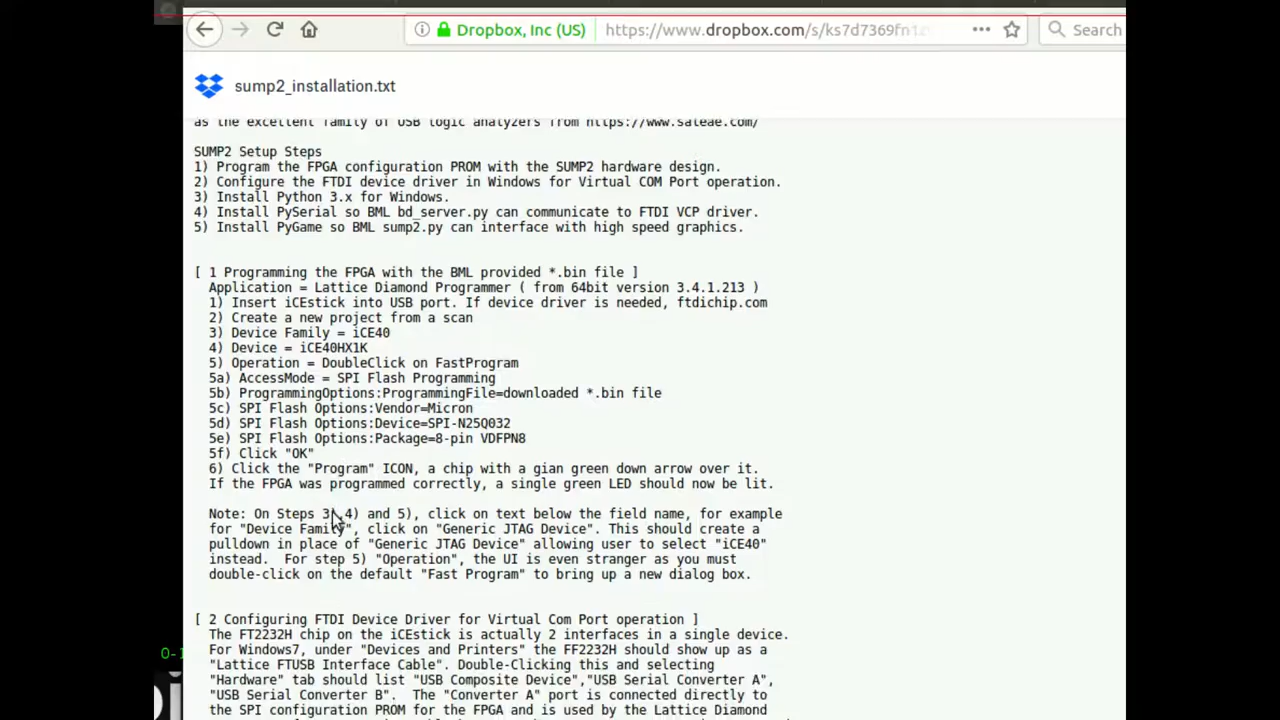 Dropbox, Inc (US) https://www.dropbox.com/s/ks7d7369fn1 Search
sump2_installation.txt
as the excellent family of USB logic analyzers from https://www.saleae.com/
SUMP2 Setup Steps
1) Program the FPGA configuration PROM with the SUMP2 hardware design.
2) Configure the FTDI device driver in Windows for Virtual COM Port operation.
3) Install Python 3.x for Windows.
4) Install PySerial so BML bd_server.py can communicate to FTDI VCP driver.
5) Install PyGame so BML sump2.py can interface with high speed graphics.
[ 1 Programming the FPGA with the BML provided *.bin file ]
Application = Lattice Diamond Programmer ( from 64bit version 3.4.1.213 )
1) Insert iCEstick into USB port. If device driver is needed, ftdichip.com
2) Create a new project from a scan
3) Device Family = iCE40
4) Device = iCE40HX1K
5) Operation = DoubleClick on FastProgram
5a) AccessMode = SPI Flash Programming
5b) ProgrammingOptions:ProgrammingFile=downloaded *.bin file
5c) SPI Flash Options:Vendor=Micron
5d) SPI Flash Options:Device=SPI-N25Q032
5e) SPI Flash Options:Package=8-pin VDFPN8
5f) Click "OK"
6) Click the "Program" ICON, a chip with a gian green down arrow over it.
If the FPGA was programmed correctly, a single green LED should now be lit.
Note: On Steps 3, 4) and 5), click on text below the field name, for example
for "Device Family", click on "Generic JTAG Device". This should create a
pulldown in place of "Generic JTAG Device" allowing user to select "iCE40"
instead.  For step 5) "Operation", the UI is even stranger as you must
double-click on the default "Fast Program" to bring up a new dialog box.
[ 2 Configuring FTDI Device Driver for Virtual Com Port operation ]
The FT2232H chip on the iCEstick is actually 2 interfaces in a single device.
For Windows7, under "Devices and Printers" the FF2232H should show up as a
"Lattice FTUSB Interface Cable". Double-Clicking this and selecting
"Hardware" tab should list "USB Composite Device","USB Serial Converter A",
"USB Serial Converter B".  The "Converter A" port is connected directly to
the SPI configuration PROM for the FPGA and is used by the Lattice Diamond